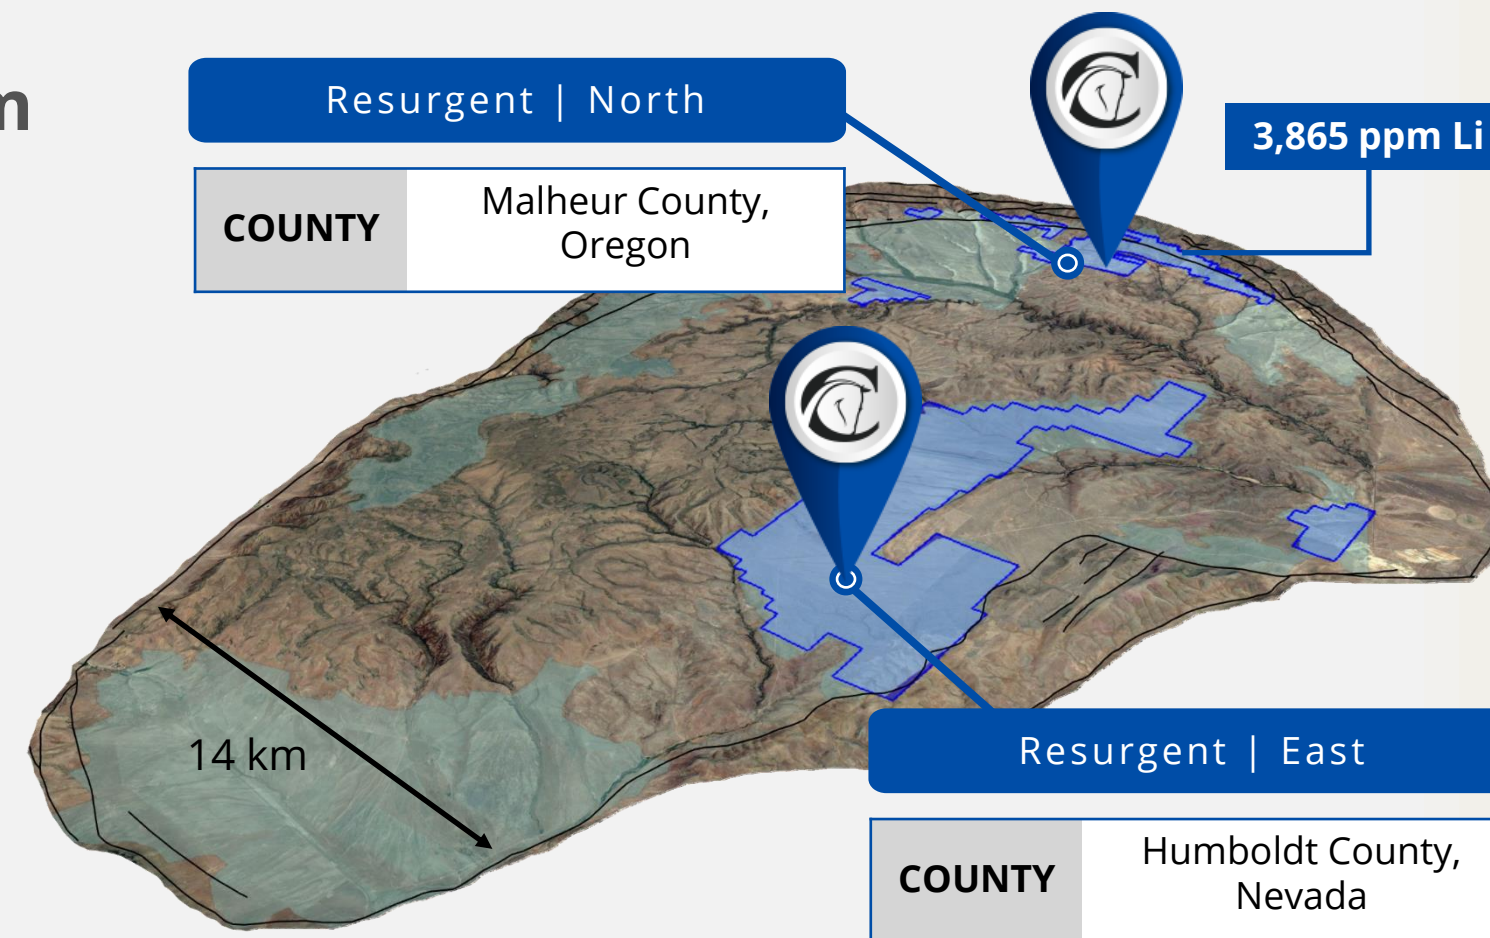 Resurgent | North
3,865 ppm Li
COUNTY
Malheur County,
Oregon
14 km
Resurgent | East
COUNTY
Humboldt County,
Nevada